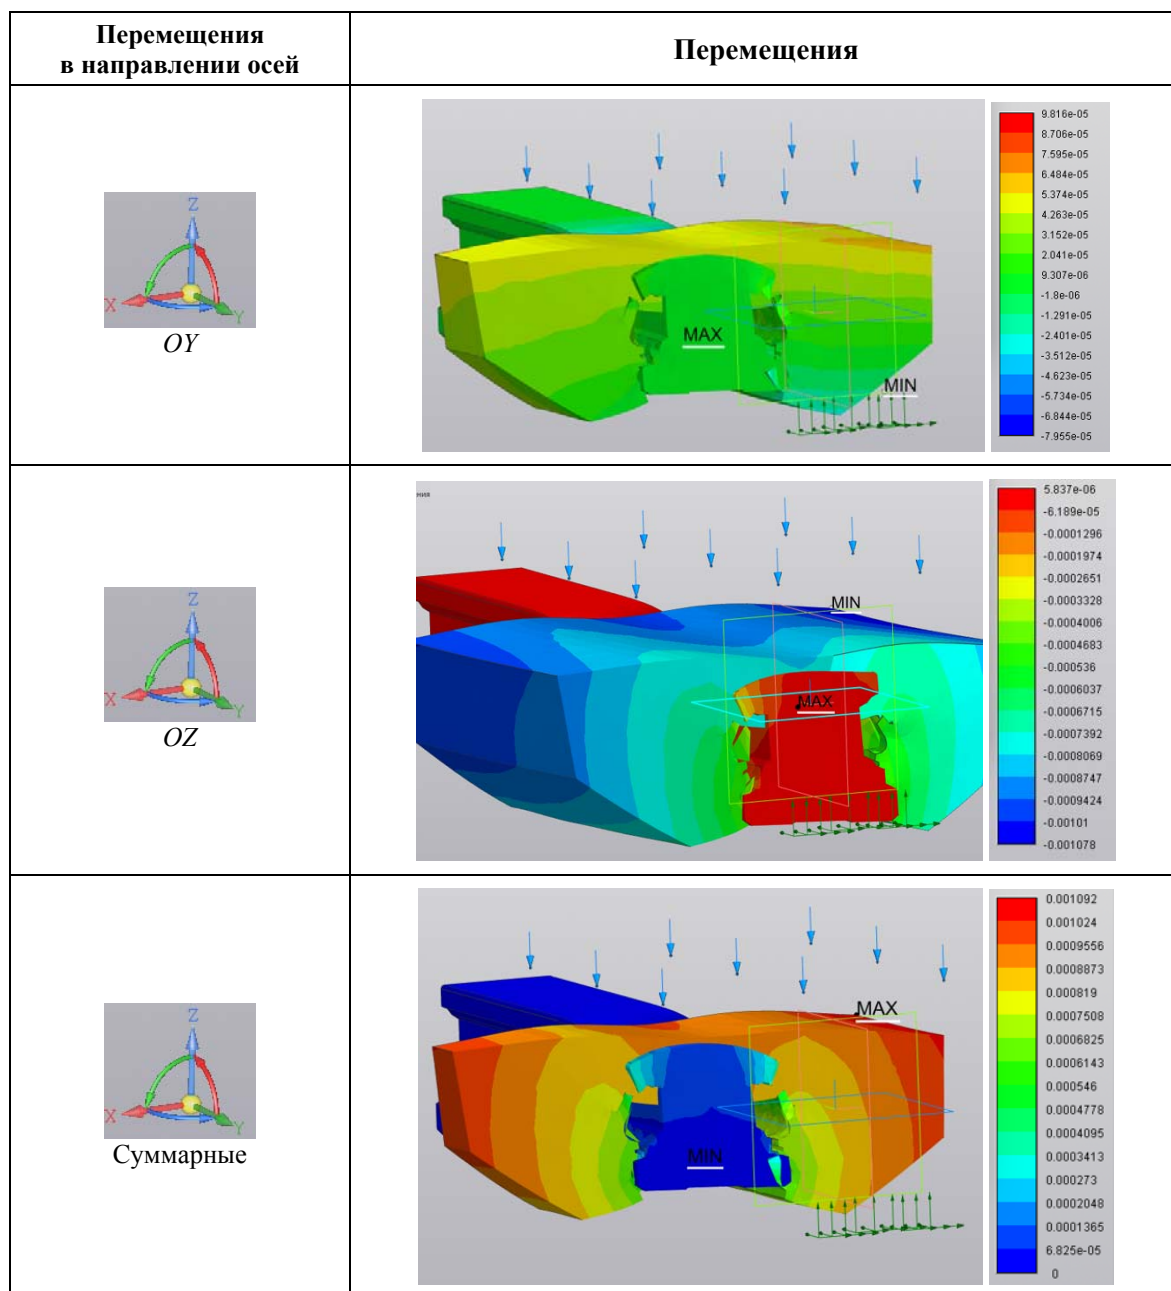 Перемещения
в направлении осей
Перемещения
Z
X
Y
OY
MAX
MIN
9.816e-05
8.706e-05
7.595e-05
6.484e-05
5.374e-05
4.263e-05
3.152e-05
2.041e-05
9.307e-06
-1.8e-06
-1.291e-05
-2.401e-05
-3.512e-05
-4.623e-05
-5.734e-05
-6.844e-05
-7.955e-05
Z
X
Y
OZ
ния
MIN
MAX
5.837e-06
-6.189e-05
-0.0001296
-0.0001974
-0.0002651
-0.0003328
-0.0004006
-0.0004683
-0.000536
-0.0006037
-0.0006715
-0.0007392
-0.0008069
-0.0008747
-0.0009424
-0.00101
-0.001078
Z
X
Y
Суммарные
MAX
MIN
0.001092
0.001024
0.0009556
0.0008873
0.000819
0.0007508
0.0006825
0.0006143
0.000546
0.0004778
0.0004095
0.0003413
0.000273
0.0002048
0.0001365
6.825e-05
0